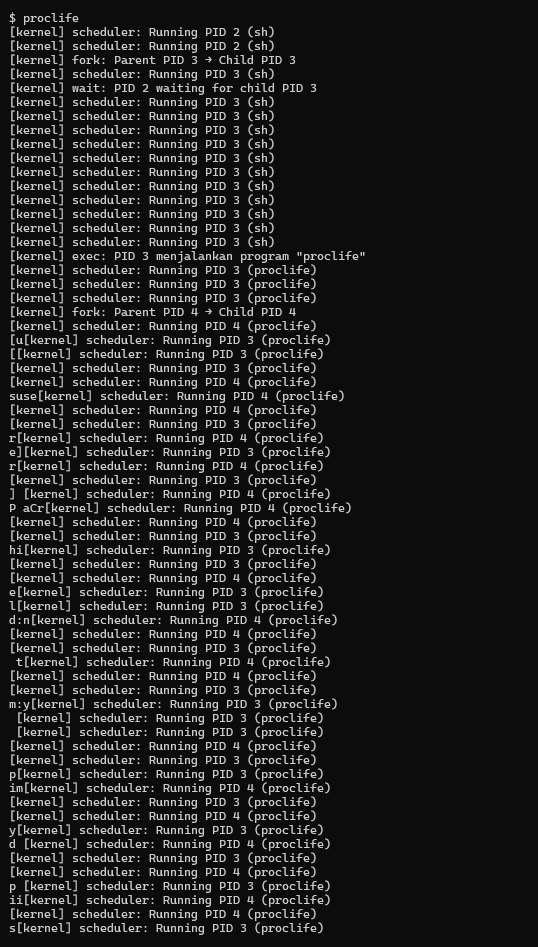 $ proclife
[kernel] scheduler: Running PID 2 (sh)
[kernel] scheduler: Running PID 2 (sh)
[kernel] fork: Parent PID 3 → Child PID 3
[kernel] scheduler: Running PID 3 (sh)
[kernel] wait: PID 2 waiting for child PID 3
[kernel] scheduler: Running PID 3 (sh)
[kernel] scheduler: Running PID 3 (sh)
[kernel] scheduler: Running PID 3 (sh)
[kernel] scheduler: Running PID 3 (sh)
[kernel] scheduler: Running PID 3 (sh)
[kernel] scheduler: Running PID 3 (sh)
[kernel] scheduler: Running PID 3 (sh)
[kernel] scheduler: Running PID 3 (sh)
[kernel] scheduler: Running PID 3 (sh)
[kernel] scheduler: Running PID 3 (sh)
[kernel] scheduler: Running PID 3 (sh)
[kernel] exec: PID 3 menjalankan program "proclife"
[kernel] scheduler: Running PID 3 (proclife)
[kernel] scheduler: Running PID 3 (proclife)
[kernel] scheduler: Running PID 3 (proclife)
[kernel] fork: Parent PID 4 → Child PID 4
[kernel] scheduler: Running PID 4 (proclife)
[u[kernel] scheduler: Running PID 3 (proclife)
[[kernel] scheduler: Running PID 3 (proclife)
[kernel] scheduler: Running PID 3 (proclife)
[kernel] scheduler: Running PID 4 (proclife)
suse[kernel] scheduler: Running PID 4 (proclife)
[kernel] scheduler: Running PID 4 (proclife)
[kernel] scheduler: Running PID 3 (proclife)
r[kernel] scheduler: Running PID 4 (proclife)
e][kernel] scheduler: Running PID 3 (proclife)
r[kernel] scheduler: Running PID 4 (proclife)
[kernel] scheduler: Running PID 3 (proclife)
] [kernel] scheduler: Running PID 4 (proclife)
P aCr[kernel] scheduler: Running PID 4 (proclife)
[kernel] scheduler: Running PID 4 (proclife)
[kernel] scheduler: Running PID 3 (proclife)
hi[kernel] scheduler: Running PID 3 (proclife)
[kernel] scheduler: Running PID 3 (proclife)
[kernel] scheduler: Running PID 4 (proclife)
e[kernel] scheduler: Running PID 3 (proclife)
l[kernel] scheduler: Running PID 3 (proclife)
d:n[kernel] scheduler: Running PID 4 (proclife)
[kernel] scheduler: Running PID 4 (proclife)
[kernel] scheduler: Running PID 3 (proclife)
 t[kernel] scheduler: Running PID 4 (proclife)
[kernel] scheduler: Running PID 4 (proclife)
[kernel] scheduler: Running PID 3 (proclife)
m:y[kernel] scheduler: Running PID 3 (proclife)
 [kernel] scheduler: Running PID 3 (proclife)
 [kernel] scheduler: Running PID 3 (proclife)
[kernel] scheduler: Running PID 4 (proclife)
[kernel] scheduler: Running PID 3 (proclife)
p[kernel] scheduler: Running PID 3 (proclife)
im[kernel] scheduler: Running PID 4 (proclife)
[kernel] scheduler: Running PID 3 (proclife)
[kernel] scheduler: Running PID 4 (proclife)
y[kernel] scheduler: Running PID 3 (proclife)
d [kernel] scheduler: Running PID 4 (proclife)
[kernel] scheduler: Running PID 3 (proclife)
[kernel] scheduler: Running PID 4 (proclife)
p [kernel] scheduler: Running PID 3 (proclife)
ii[kernel] scheduler: Running PID 4 (proclife)
[kernel] scheduler: Running PID 4 (proclife)
s[kernel] scheduler: Running PID 3 (proclife)